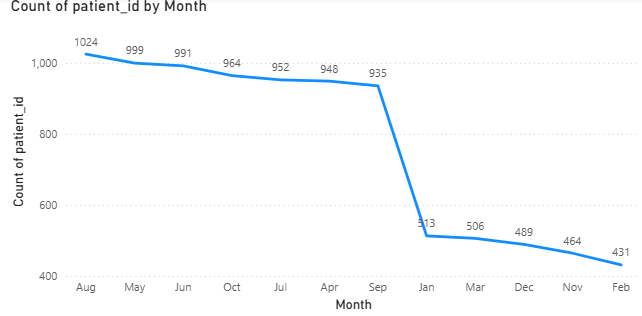 Count of patient_id by Month
1024 999 991 964 952 948 935 513 506 489 464 431
1,000
800
600
400
Count of patient_id
Aug May Jun Oct Jul Apr Sep Jan Mar Dec Nov Feb
Month